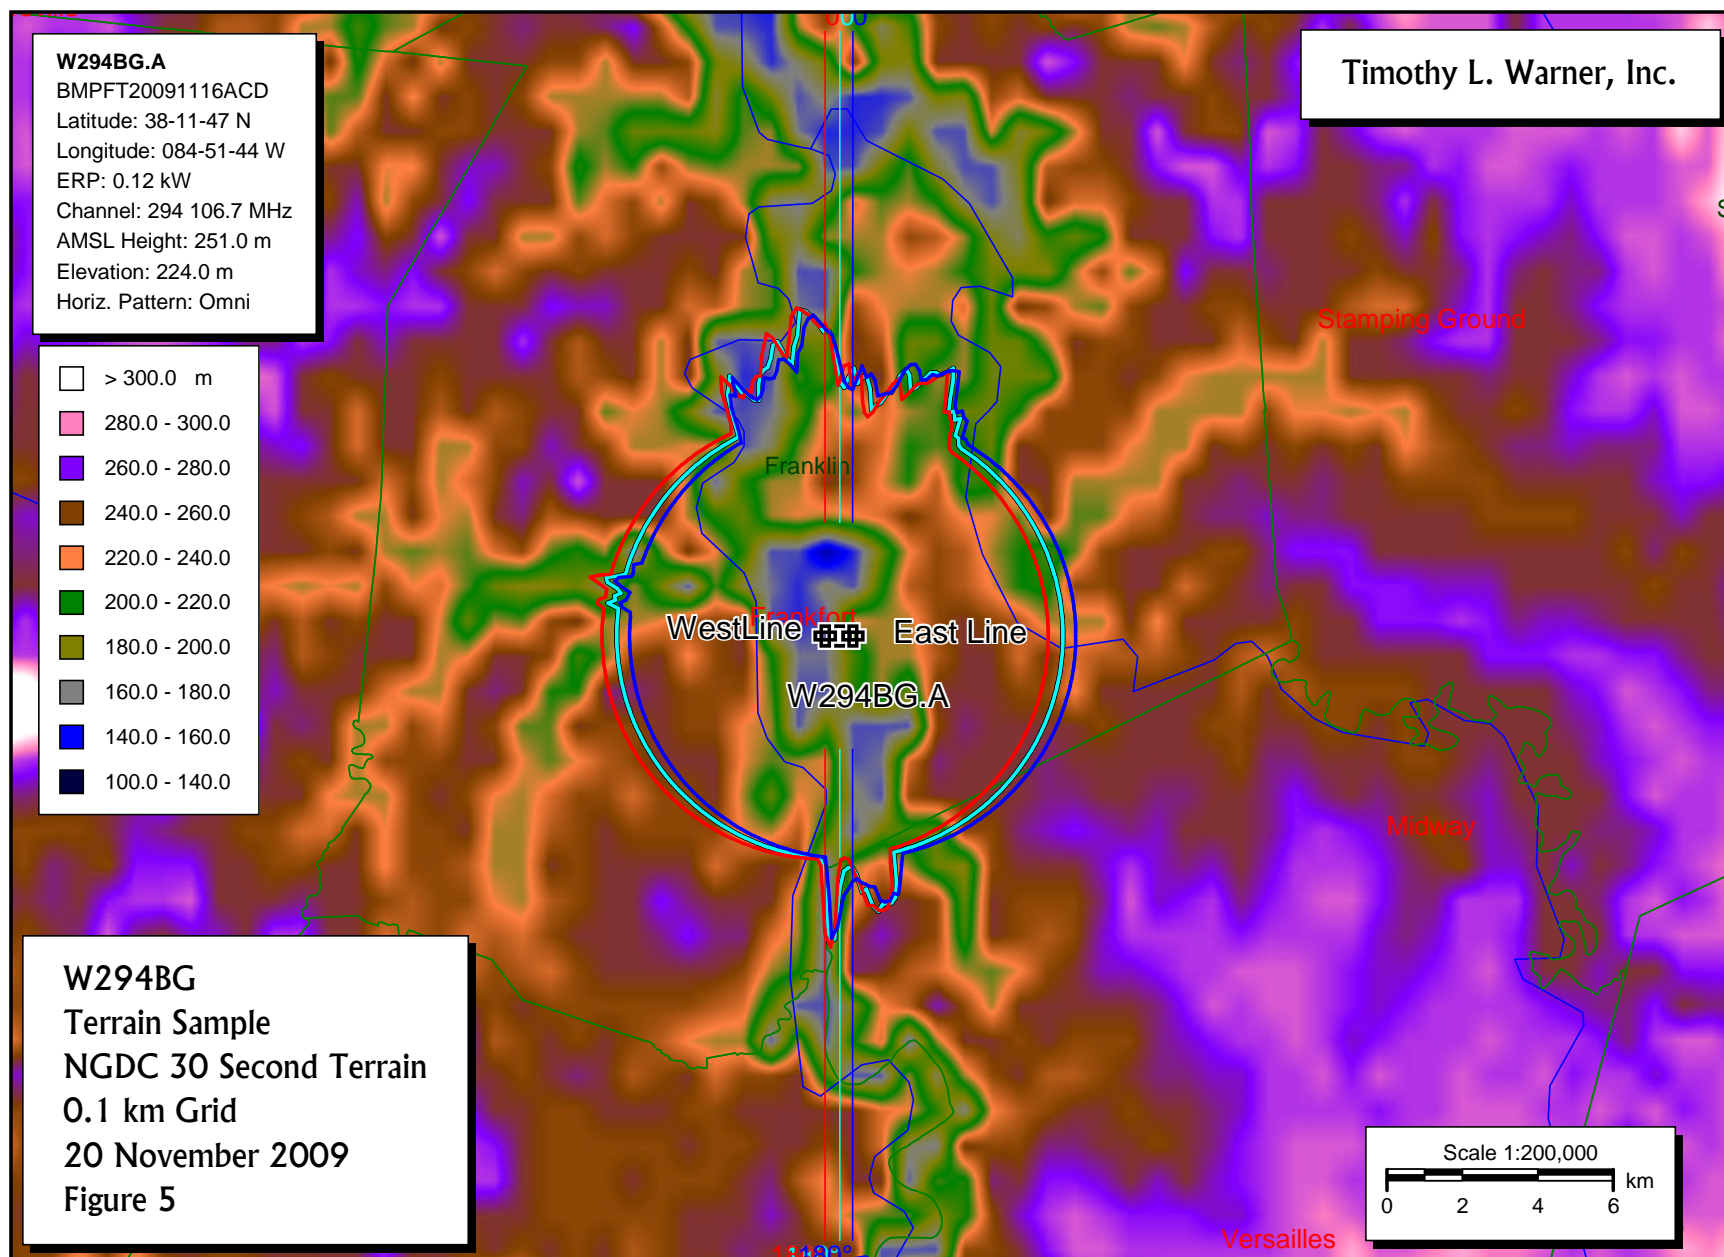 W294BG.A
BMPFT20091116ACD
Latitude: 38-11-47 N
Longitude: 084-51-44 W
ERP: 0.12 kW
Channel: 294 106.7 MHz
AMSL Height: 251.0 m
Elevation: 224.0 m
Horiz. Pattern: Omni
Timothy L. Warner, Inc.
> 300.0 m
280.0 - 300.0
260.0 - 280.0
240.0 - 260.0
220.0 - 240.0
200.0 - 220.0
180.0 - 200.0
160.0 - 180.0
140.0 - 160.0
100.0 - 140.0
Stamping Ground
Franklin
Frankfort
WestLine
East Line
W294BG.A
Midway
W294BG
Terrain Sample
NGDC 30 Second Terrain
0.1 km Grid
20 November 2009
Figure 5
Scale 1:200,000
km
0 2 4 6
Versailles